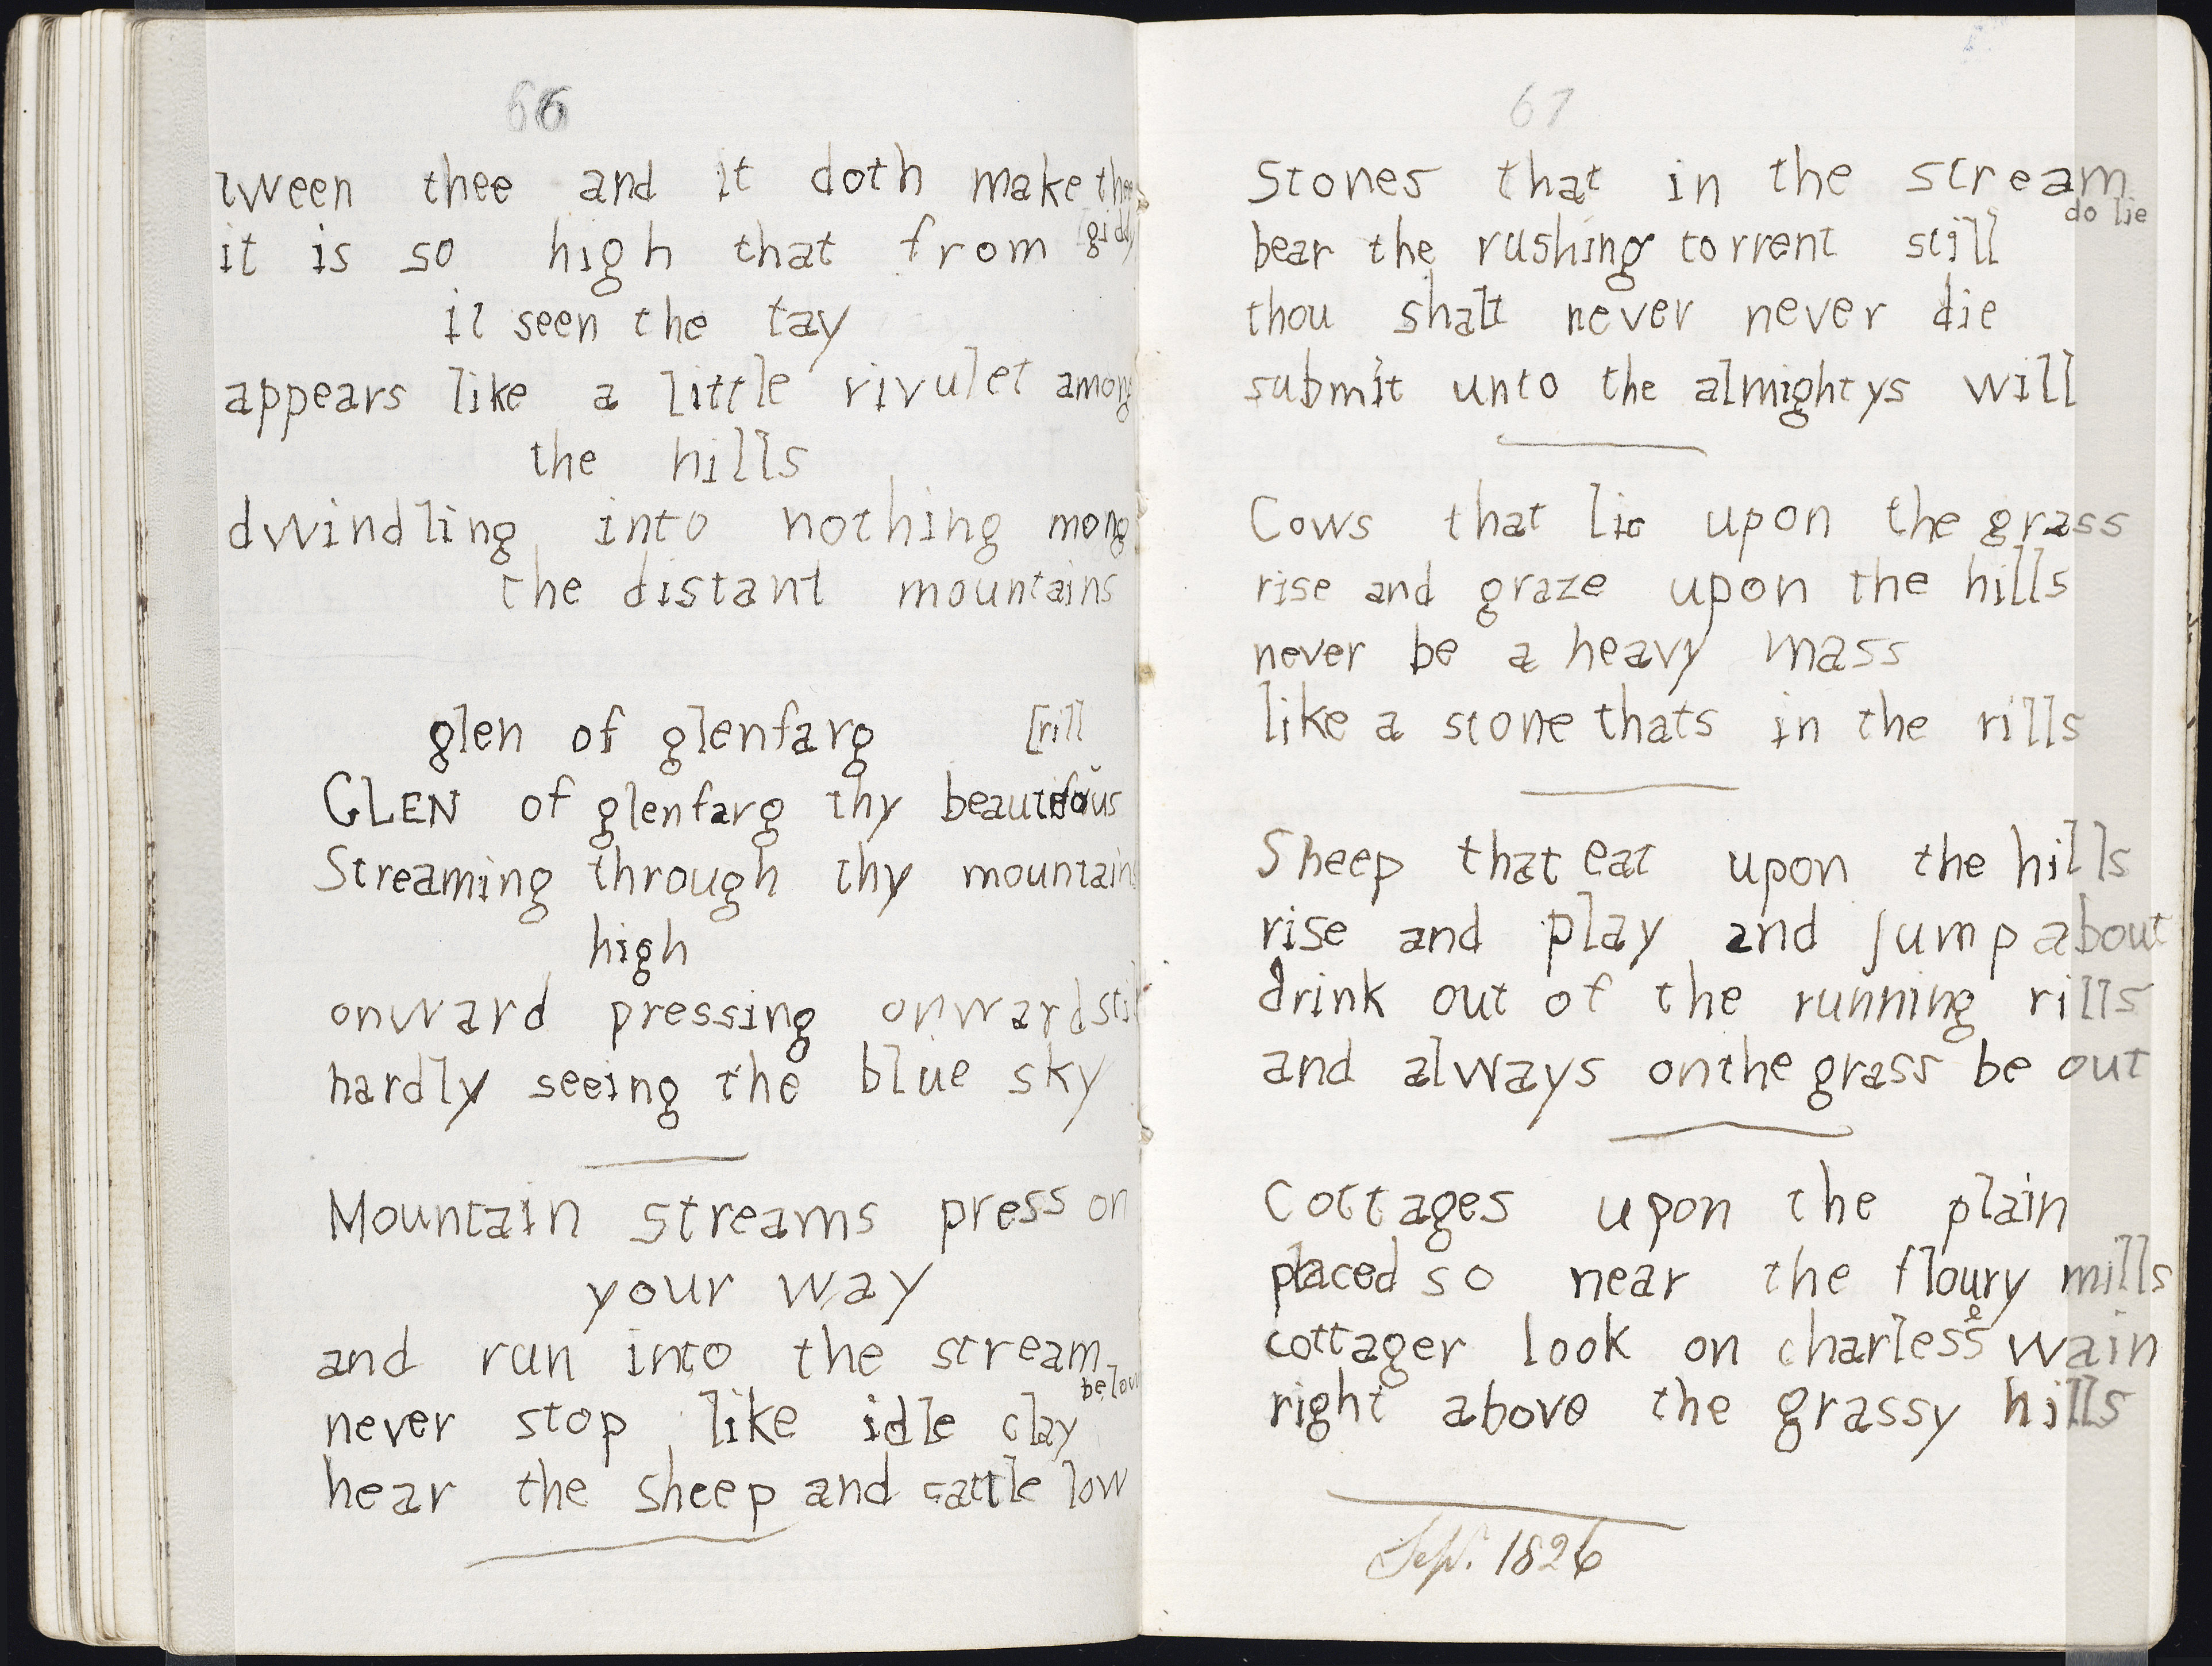 66
tween thee and it doth make thee
[giddy
it is so high that from
it seen the tay
appears like a little rivulet among
the hills
dwindling into nothing mong
the distant mountains
glen of glenfarg [rill
GLEN of glenfarg thy beauteous
Streaming through thy mountains
high
onward pressing onward still
hardly seeing the blue sky
Mountain streams press on
your way
and run into the stream
below
never stop like idle clay
hear the sheep and cattle low
67
Stones that in the stream
do lie
bear the rushing torrent still
thou shalt never never die
submit unto the almightys will
Cows that lie upon the grass
rise and graze upon the hills
never be a heavy mass
like a stone thats in the rills
Sheep that eat upon the hills
rise and play and jump about
drink out of the running rills
and always on the grass be out
Cottages upon the plain
placed so near the floury mills
cottager look on charless wain
right above the grassy hills
Sept. 1826